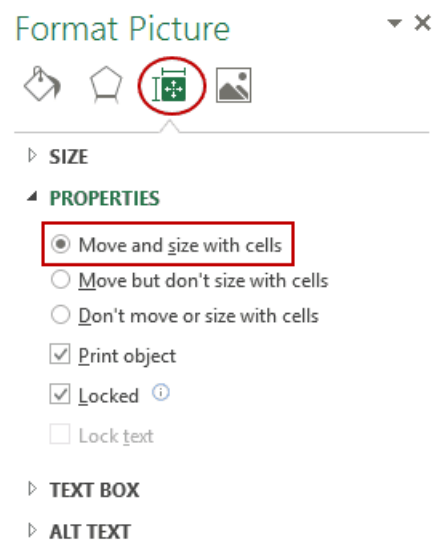 Format Picture
SIZE
PROPERTIES
Move and size with cells
Move but don't size with cells
Don't move or size with cells
Print object
Locked
Lock text
TEXT BOX
ALT TEXT